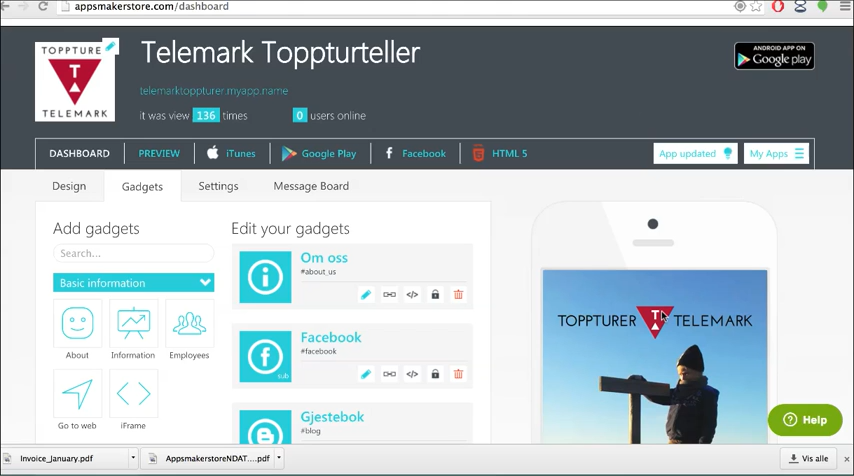 appsmakerstore.com/dashboard
TOPPTURE
T
TELEMARK
Telemark Toppturteller
telemarktoppturer.myapp.name
it was view 136 times
0 users online
ANDROID APP ON
Google play
DASHBOARD
PREVIEW
iTunes
Google Play
Facebook
HTML 5
App updated
My Apps
Design
Gadgets
Settings
Message Board
Add gadgets
Search...
Basic information
About
Information
Employees
Go to web
iFrame
Edit your gadgets
Om oss
#about_us
Facebook
#facebook
sub
Gjestebok
#blog
TOPPTURER T TELEMARK
Help
Invoice_January.pdf
AppsmakerstoreNDAT....pdf
Vis alle